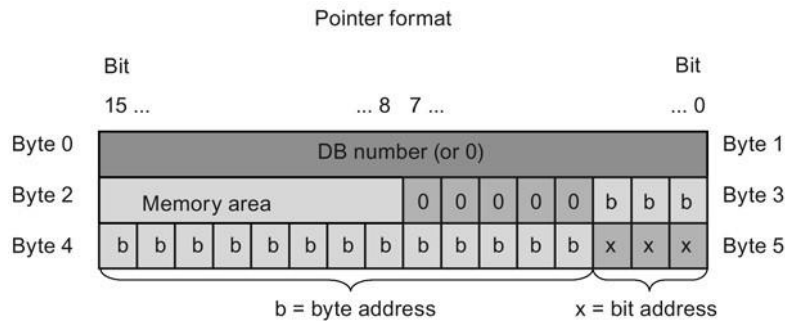 Pointer format
Bit Bit
15 ... ... 8 7 ... ... 0
Byte 0 DB number (or 0) Byte 1
Byte 2 Memory area 0 0 0 0 0 b b b Byte 3
Byte 4 b b b b b b b b b b b b b x x x Byte 5
b = byte address x = bit address